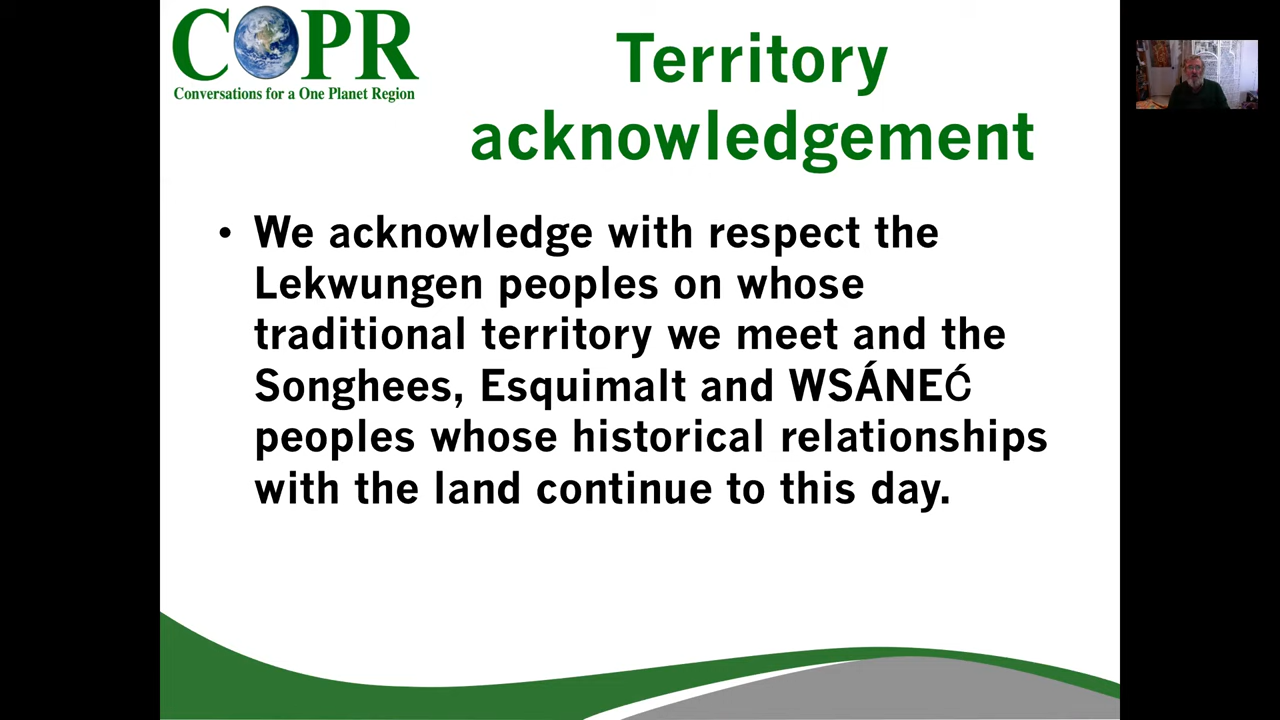 COPR
Conversations for a One Planet Region
Territory
acknowledgement
• We acknowledge with respect the
Lekwungen peoples on whose
traditional territory we meet and the
Songhees, Esquimalt and WSÁNEĆ
peoples whose historical relationships
with the land continue to this day.